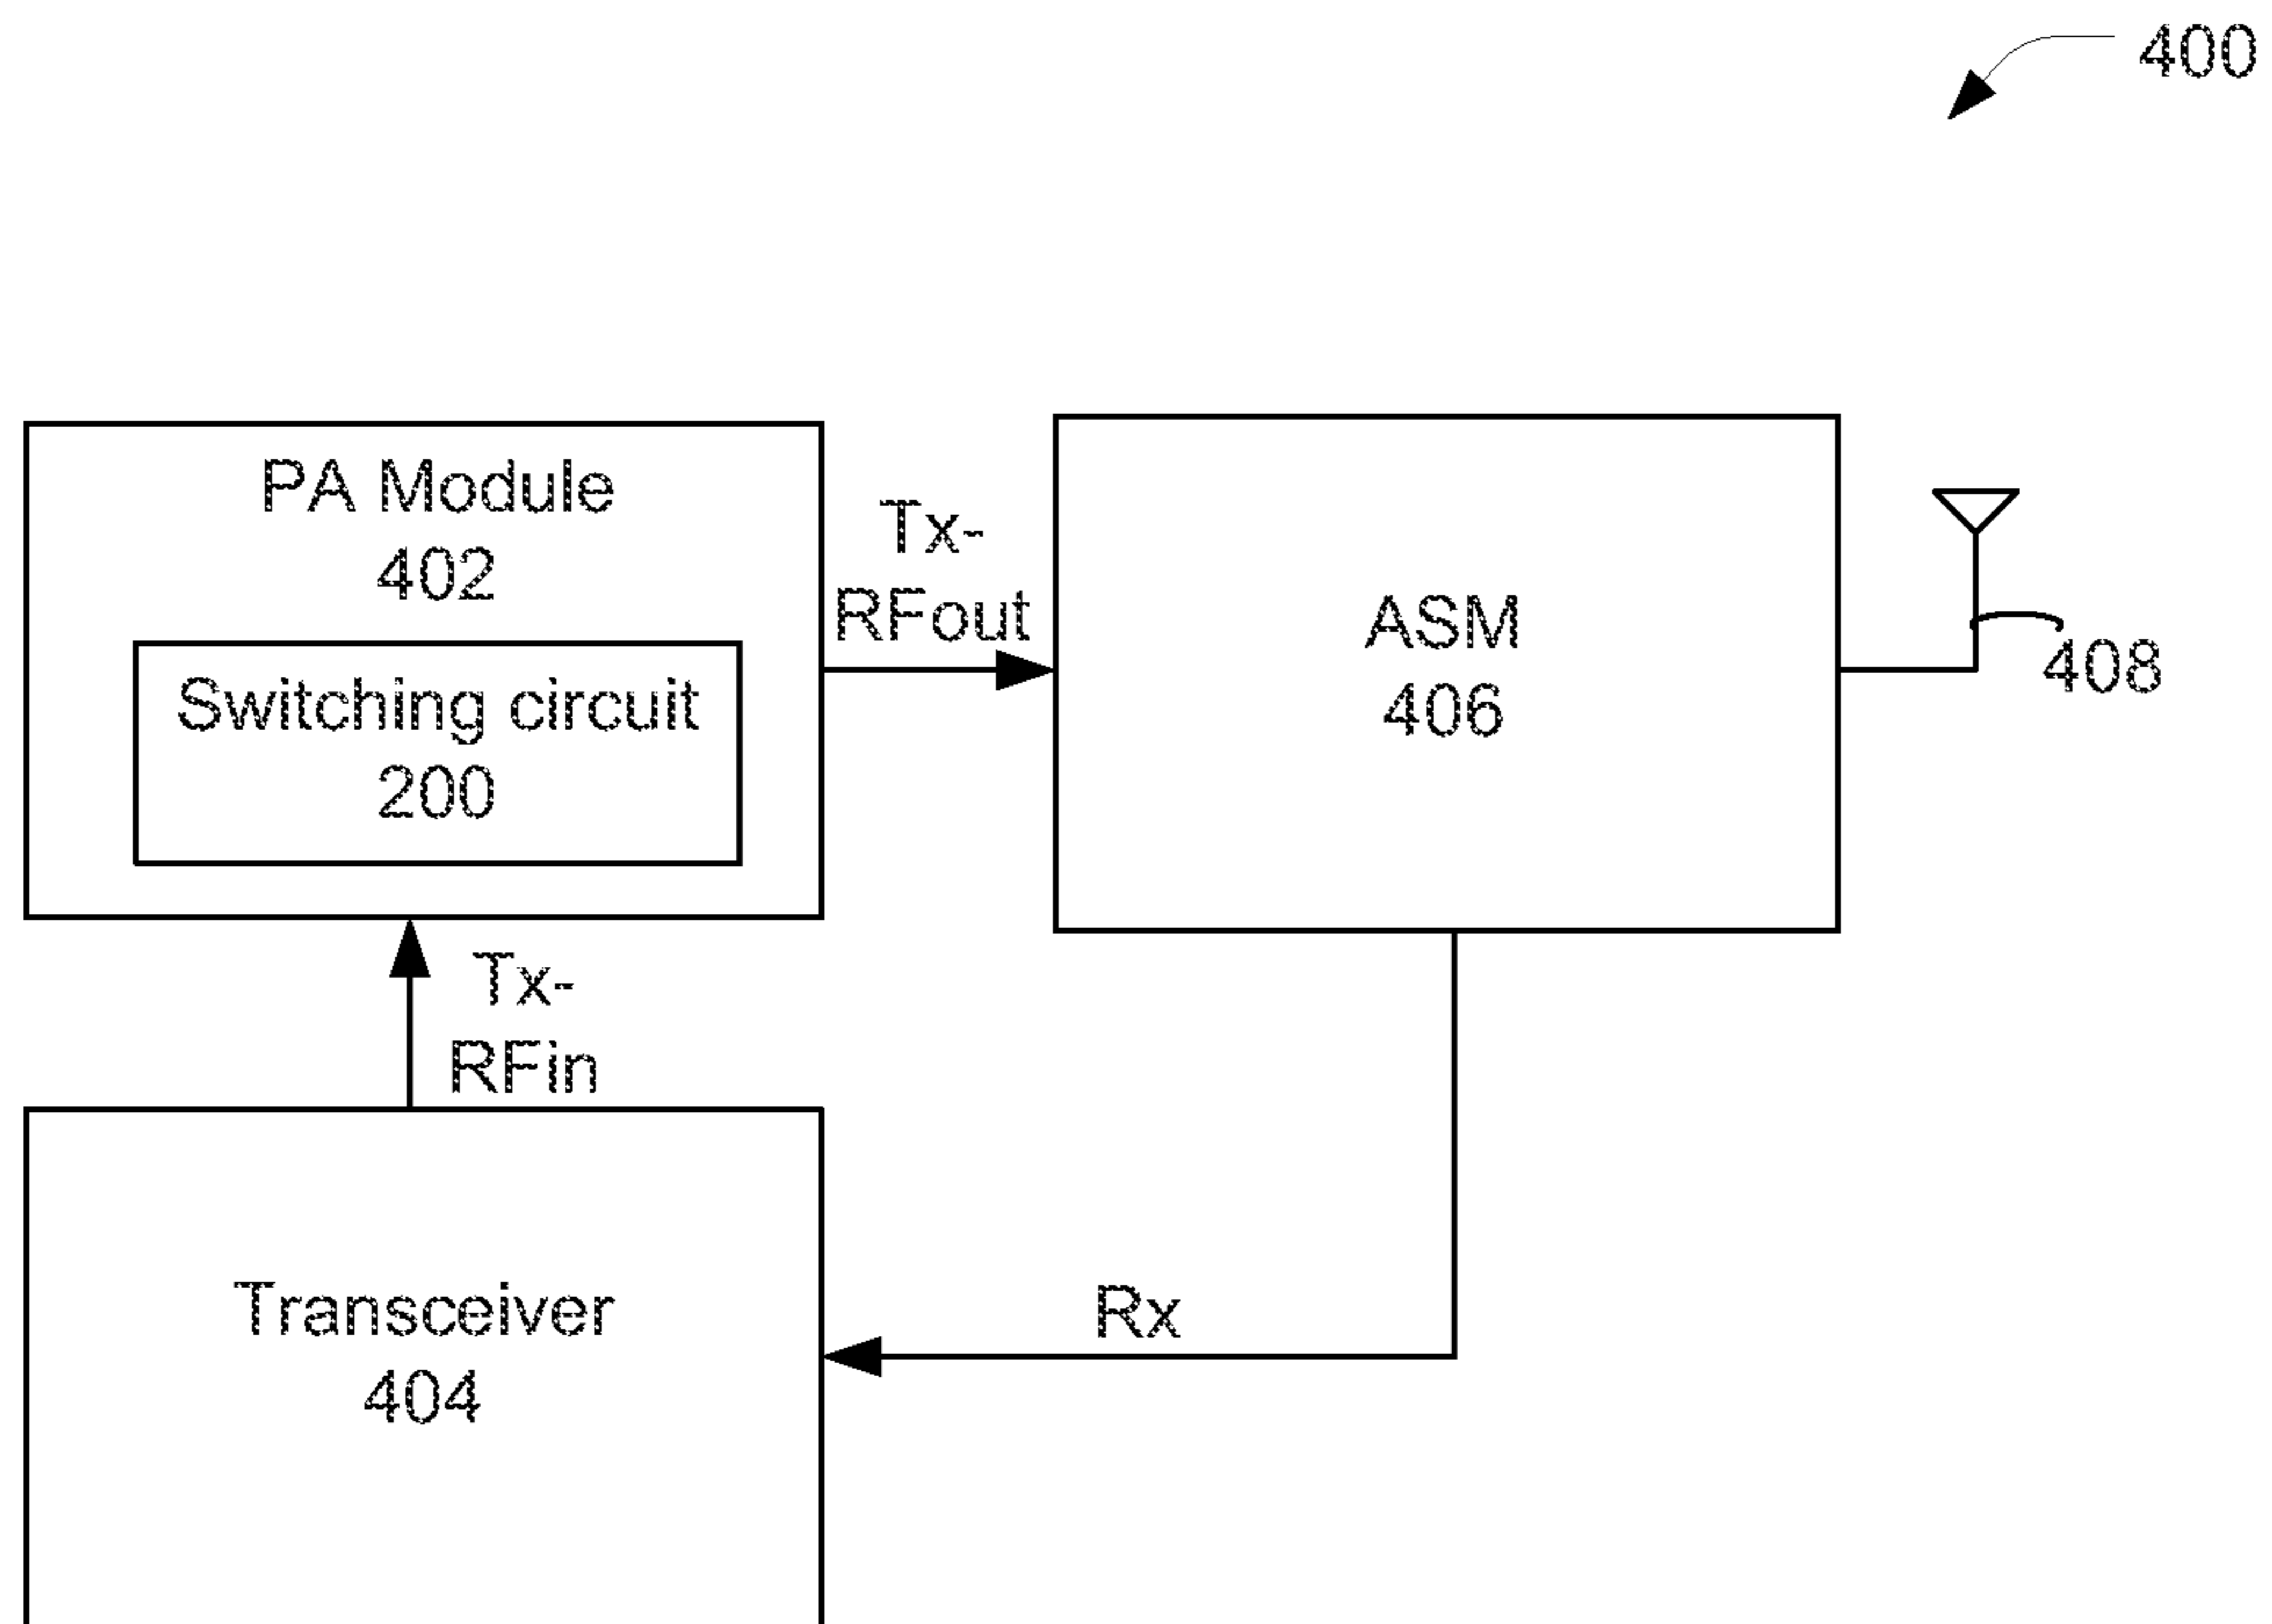 400
PA Module
402
Switching circuit
200
Tx-
RFout
ASM
406
408
Tx-
RFin
Transceiver
404
Rx